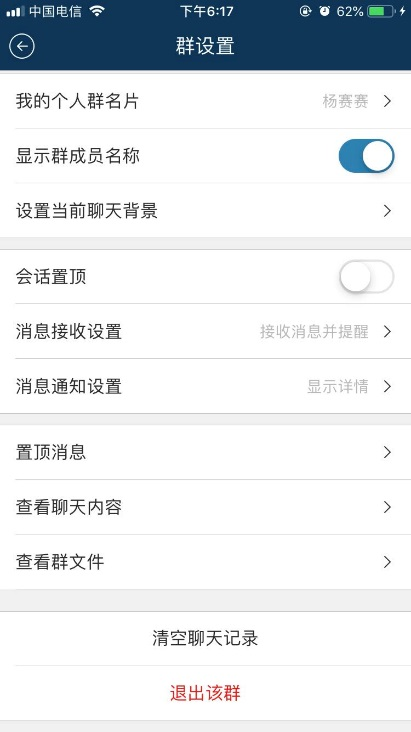 中国电信 下午6:17 62%
群设置
我的个人群名片 杨赛赛
显示群成员名称
设置当前聊天背景
会话置顶
消息接收设置 接收消息并提醒
消息通知设置 显示详情
置顶消息
查看聊天内容
查看群文件
清空聊天记录
退出该群